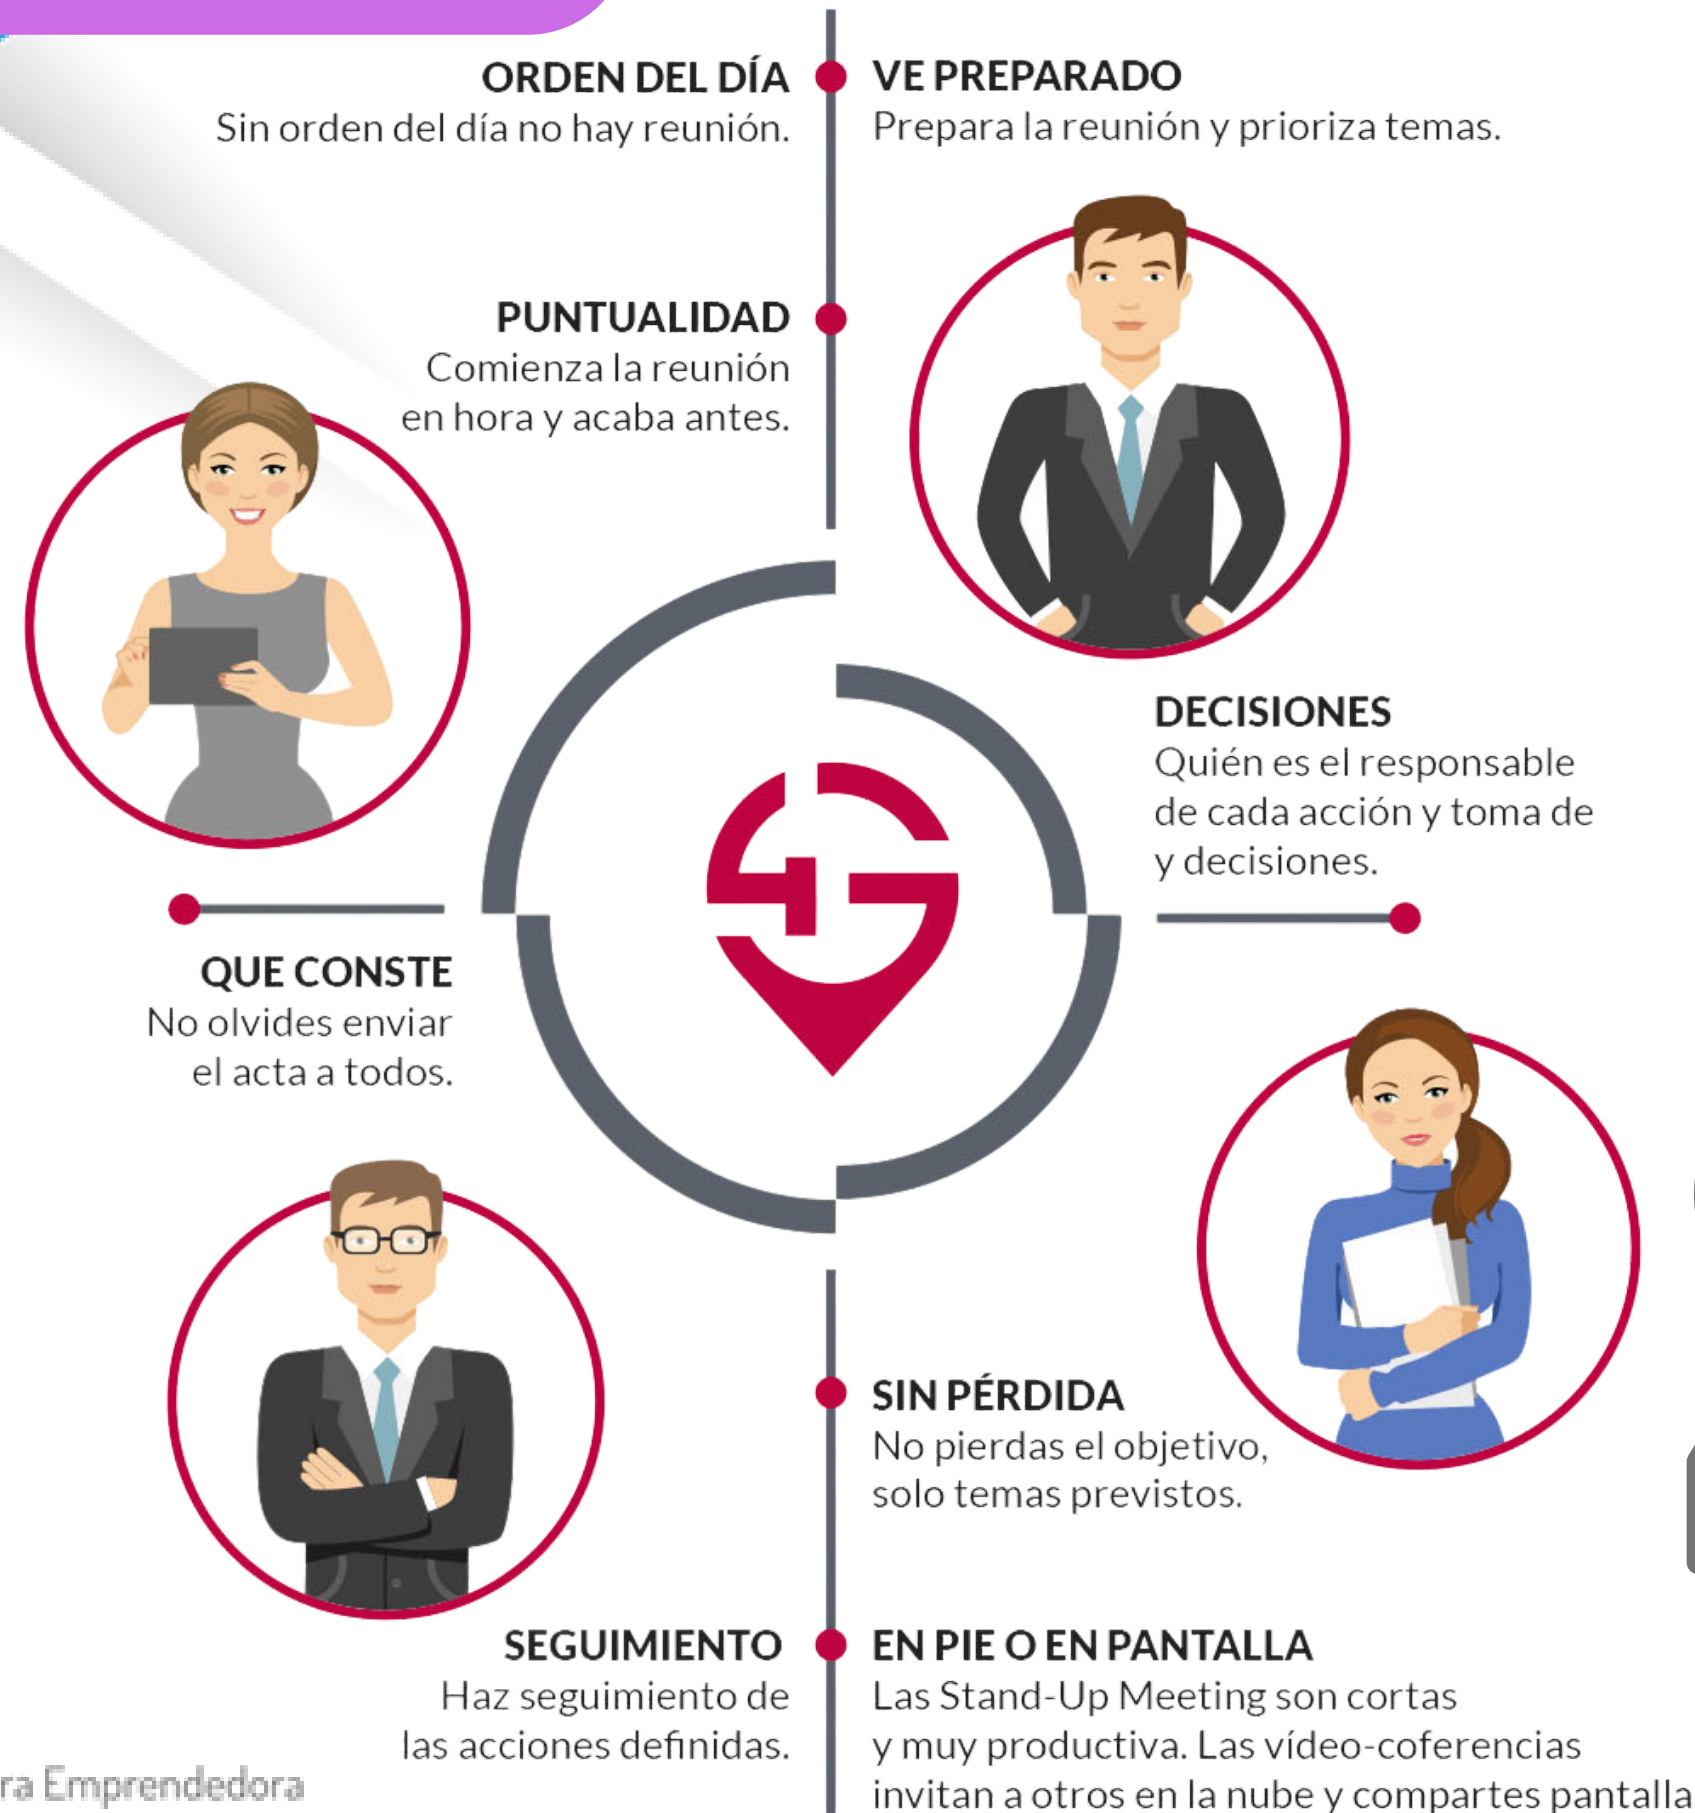 ORDEN DEL DÍA
Sin orden del día no hay reunión.
VE PREPARADO
Prepara la reunión y prioriza temas.
PUNTUALIDAD
Comienza la reunión
en hora y acaba antes.
DECISIONES
Quién es el responsable
de cada acción y toma de
y decisiones.
4G
QUE CONSTE
No olvides enviar
el acta a todos.
SIN PÉRDIDA
No pierdas el objetivo,
solo temas previstos.
SEGUIMIENTO
Haz seguimiento de
las acciones definidas.
EN PIE O EN PANTALLA
Las Stand-Up Meeting son cortas
y muy productiva. Las vídeo-coferencias
invitan a otros en la nube y compartes pantalla
ra Emprendedora